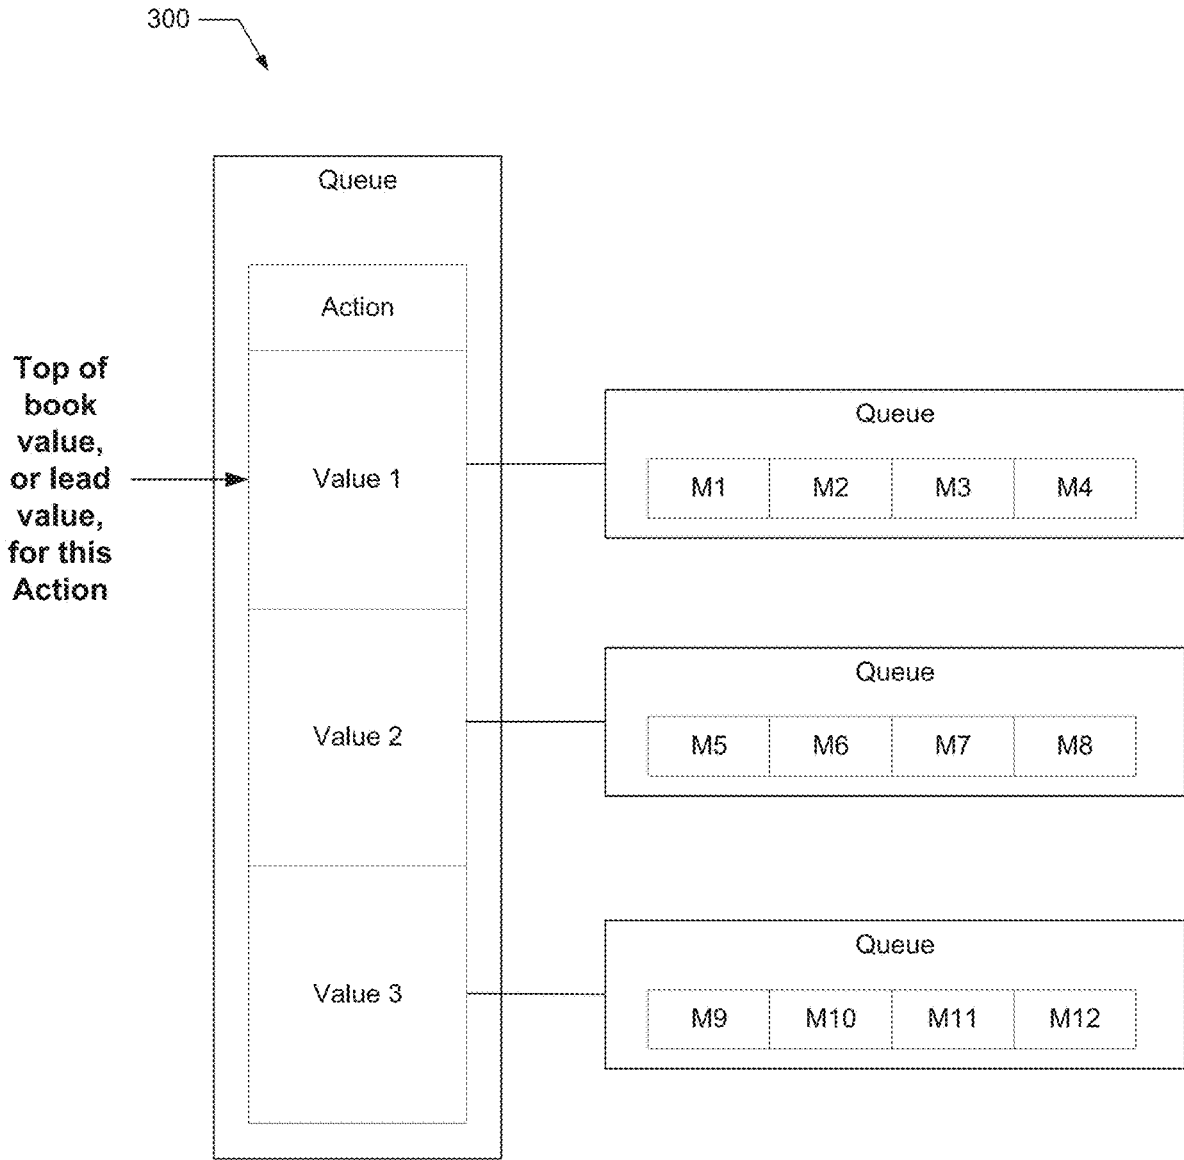 300
Queue
Action
Top of
book
value,
or lead
value,
for this
Action
Value 1
Queue
M1 M2 M3 M4
Value 2
Queue
M5 M6 M7 M8
Value 3
Queue
M9 M10 M11 M12